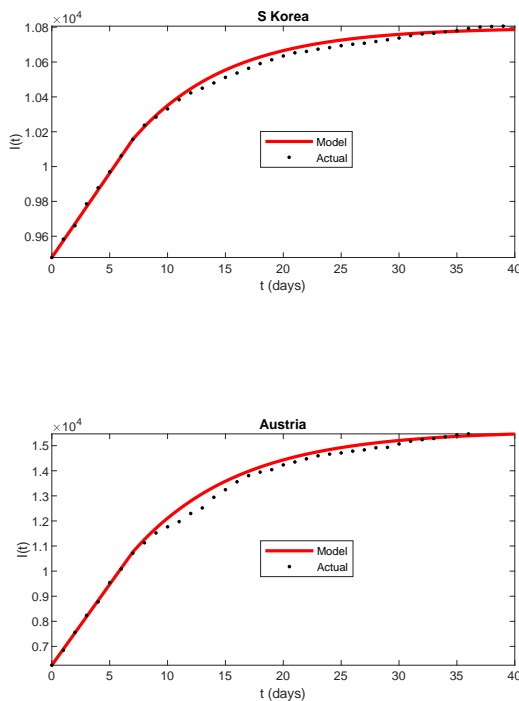 S Korea
×10⁴
1.08
1.06
1.04
1.02
1
0.98
0.96
I(t)
Model
Actual
0 5 10 15 20 25 30 35 40
t (days)
Austria
×10⁴
1.5
1.4
1.3
1.2
1.1
1
0.9
0.8
0.7
I(t)
Model
Actual
0 5 10 15 20 25 30 35 40
t (days)